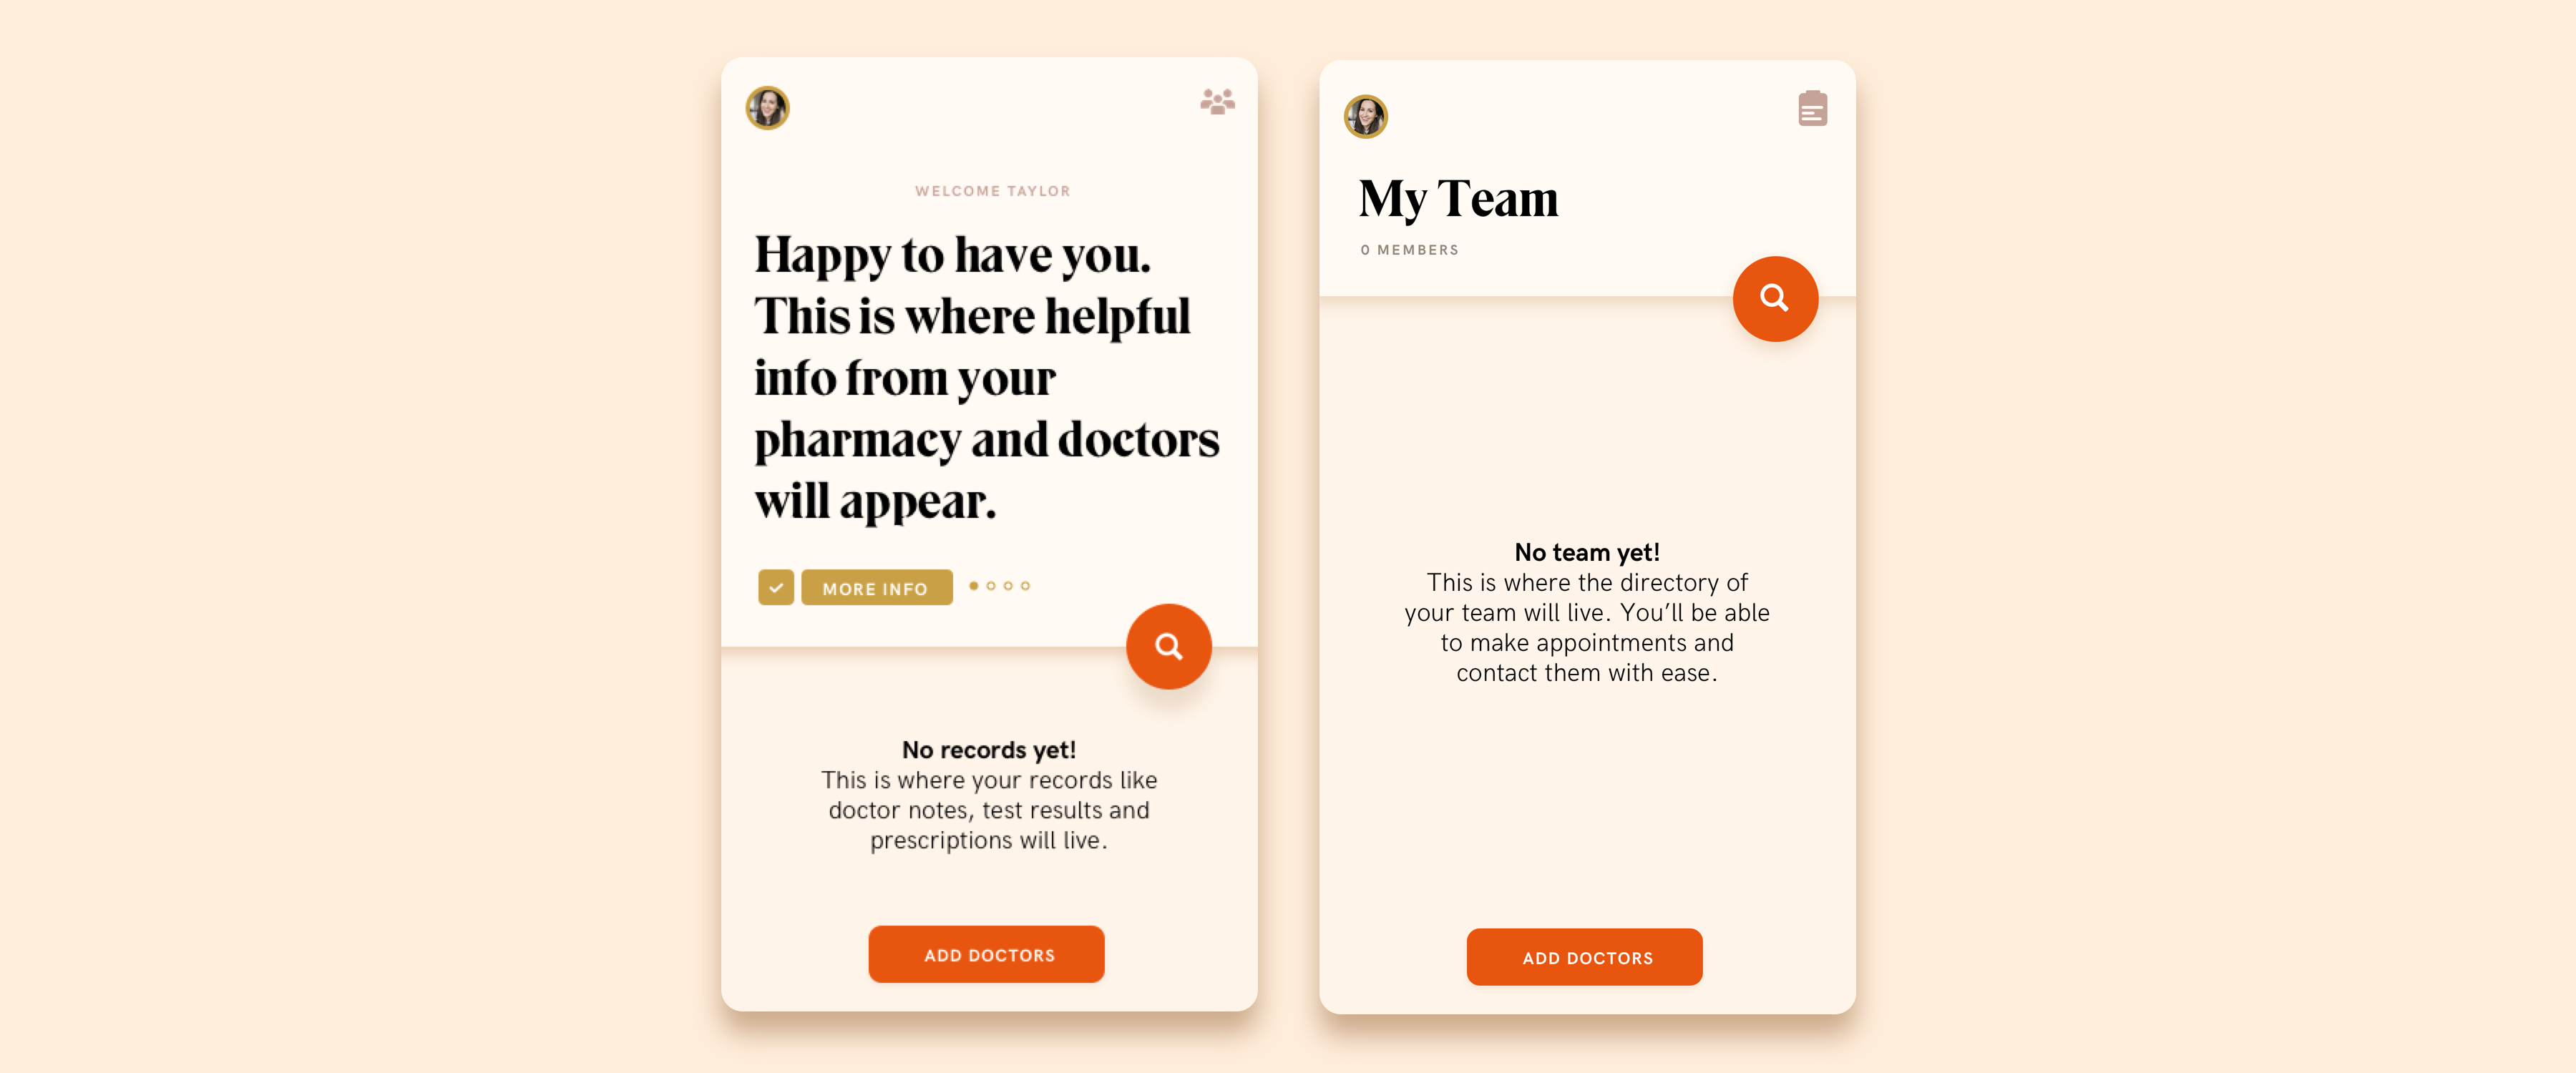 WELCOME TAYLOR
Happy to have you.
This is where helpful
info from your
pharmacy and doctors
will appear.
MORE INFO
No records yet!
This is where your records like
doctor notes, test results and
prescriptions will live.
ADD DOCTORS
My Team
0 MEMBERS
No team yet!
This is where the directory of
your team will live. You’ll be able
to make appointments and
contact them with ease.
ADD DOCTORS